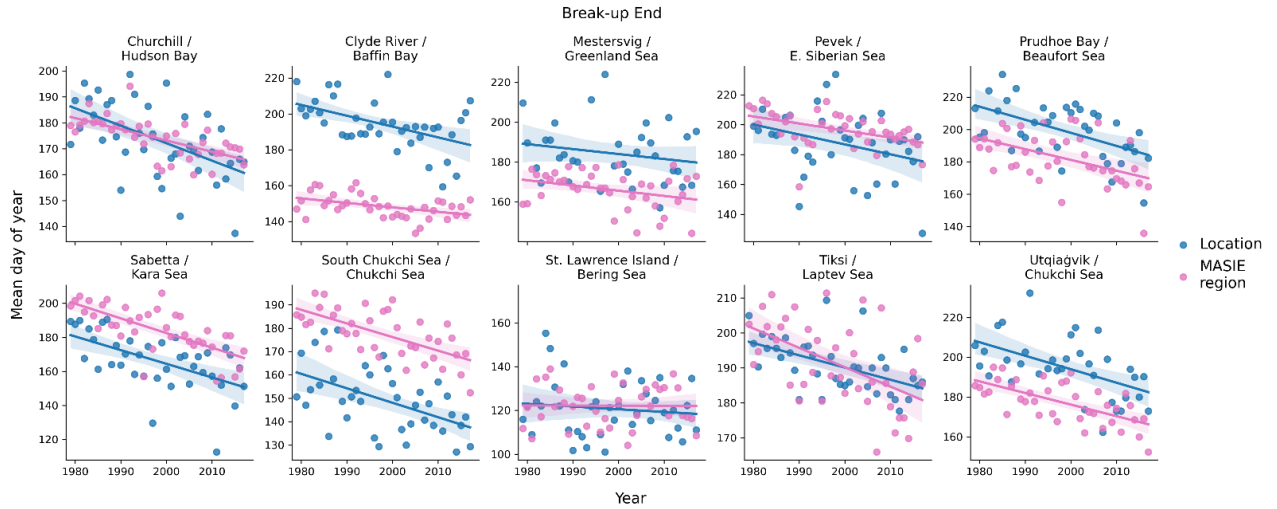 Break-up End
Churchill /
Hudson Bay
Clyde River /
Baffin Bay
Mestersvig /
Greenland Sea
Pevek /
E. Siberian Sea
Prudhoe Bay /
Beaufort Sea
200
190
180
170
160
150
140
220
200
180
160
140
220
200
180
160
220
200
180
160
140
220
200
180
160
140
Mean day of year
Sabetta /
Kara Sea
South Chukchi Sea /
Chukchi Sea
St. Lawrence Island /
Bering Sea
Tiksi /
Laptev Sea
Utqiaġvik /
Chukchi Sea
200
180
160
140
120
190
180
170
160
150
140
130
160
140
120
100
210
200
190
180
170
220
200
180
160
1980 1990 2000 2010
1980 1990 2000 2010
1980 1990 2000 2010
1980 1990 2000 2010
1980 1990 2000 2010
Year
Location
MASIE
region